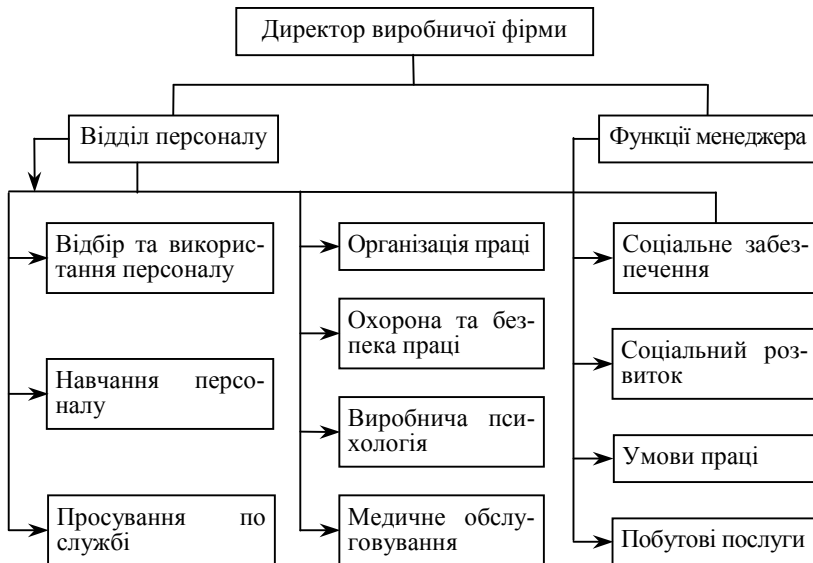 Директор виробничої фірми
Відділ персоналу
Функції менеджера
Відбір та викорис-
тання персоналу
Навчання персо-
налу
Просування по
службі
Організація праці
Охорона та без-
пека праці
Виробнича пси-
хологія
Медичне обслу-
говування
Соціальне забез-
печення
Соціальний роз-
виток
Умови праці
Побутові послуги